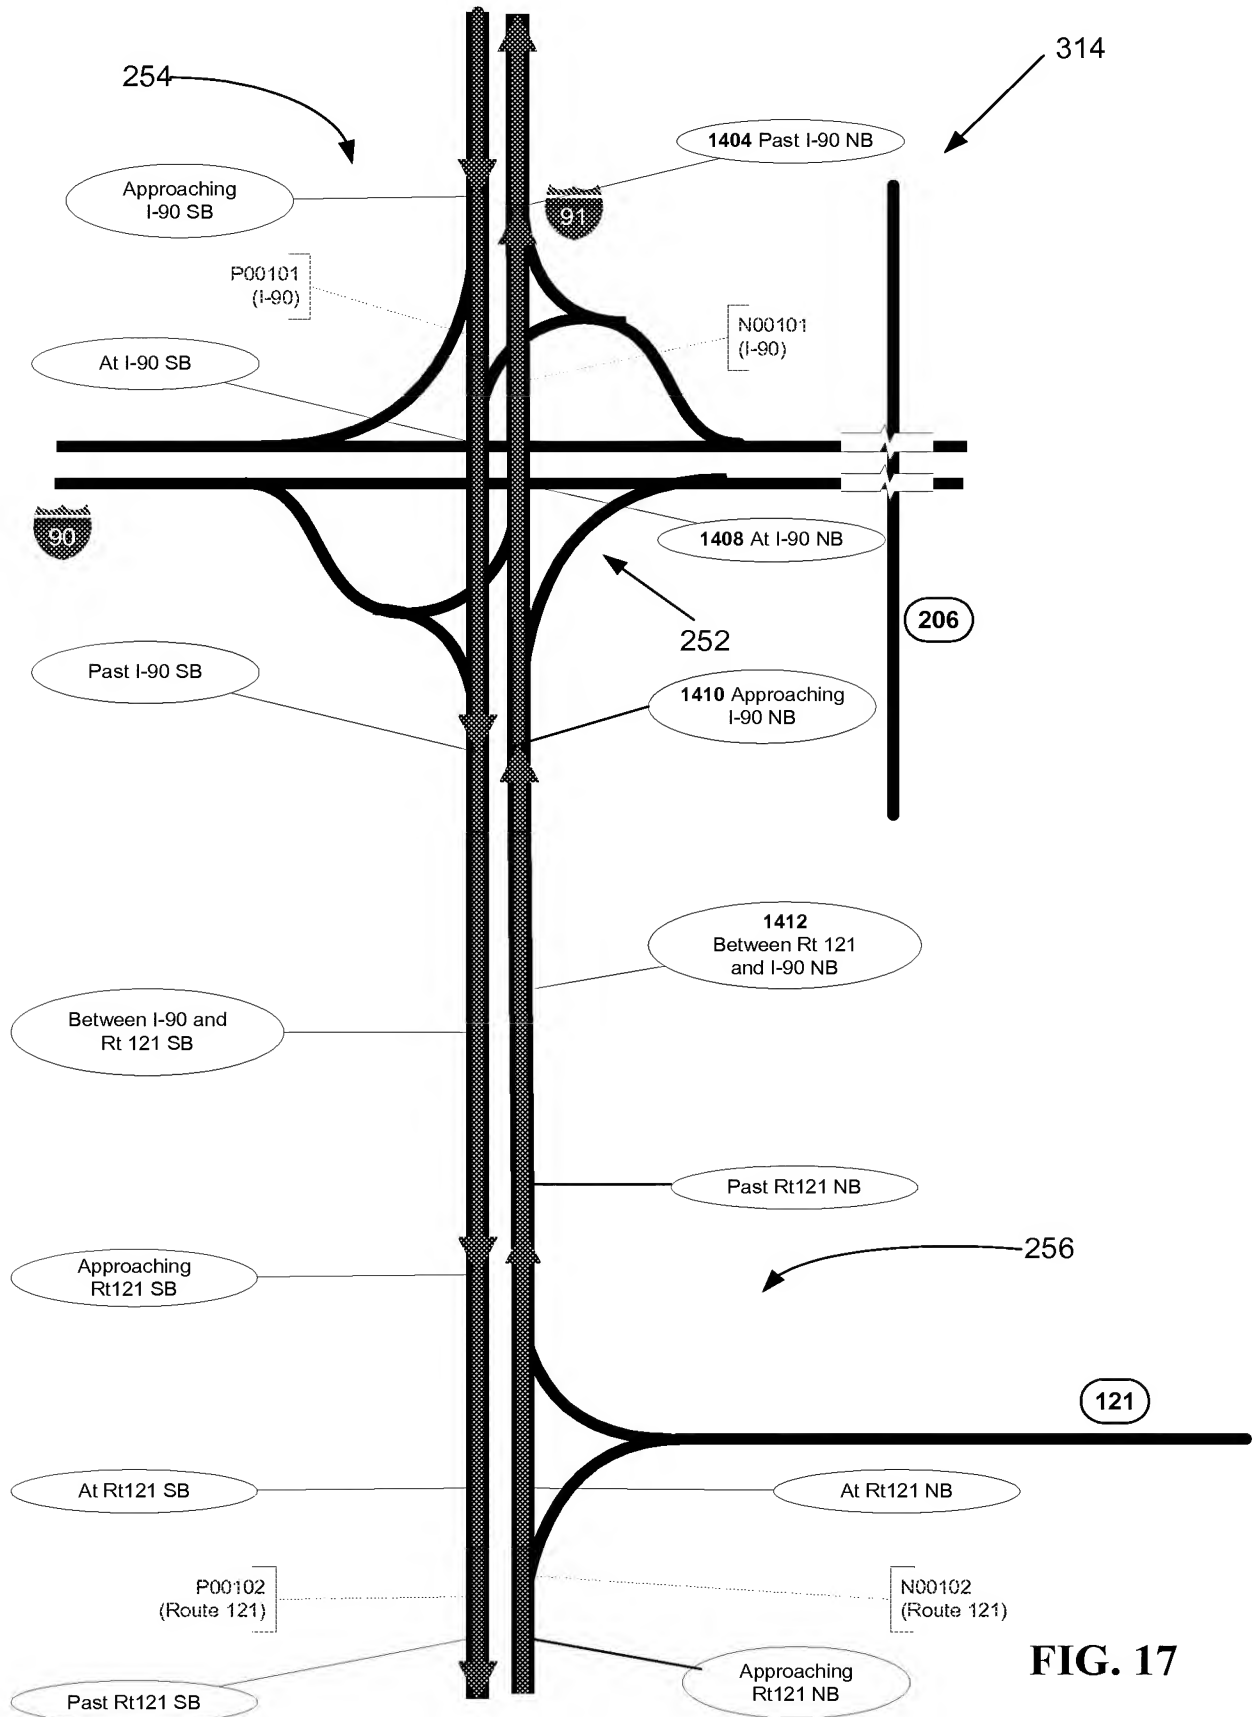 314
254
1404 Past I-90 NB
Approaching
I-90 SB
91
P00101
(I-90)
N00101
(I-90)
At I-90 SB
90
1408 At I-90 NB
206
252
Past I-90 SB
1410 Approaching
I-90 NB
1412
Between Rt 121
and I-90 NB
Between I-90 and
Rt 121 SB
Past Rt121 NB
256
Approaching
Rt121 SB
121
At Rt121 SB
At Rt121 NB
P00102
(Route 121)
N00102
(Route 121)
FIG. 17
Approaching
Rt121 NB
Past Rt121 SB